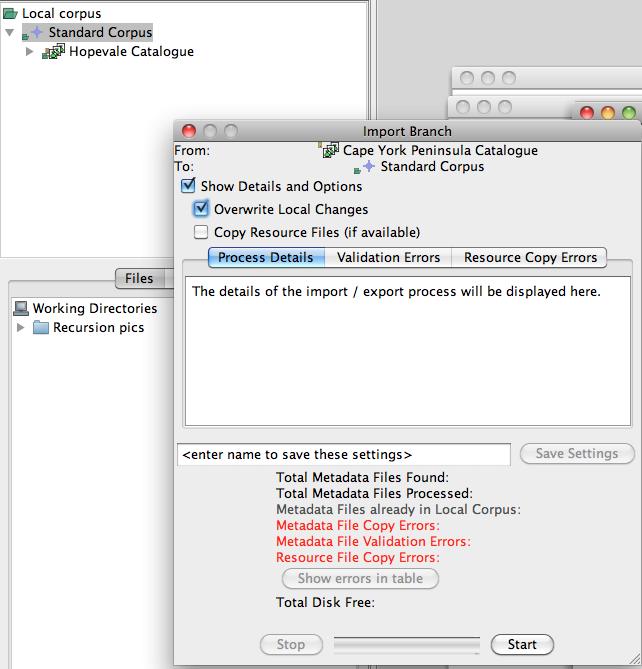 Local corpus
Standard Corpus
Hopevale Catalogue
Files
Working Directories
Recursion pics
Import Branch
From: Cape York Peninsula Catalogue
To: Standard Corpus
Show Details and Options
Overwrite Local Changes
Copy Resource Files (if available)
Process Details Validation Errors Resource Copy Errors
The details of the import / export process will be displayed here.
<enter name to save these settings> Save Settings
Total Metadata Files Found:
Total Metadata Files Processed:
Metadata Files already in Local Corpus:
Metadata File Copy Errors:
Metadata File Validation Errors:
Resource File Copy Errors:
Show errors in table
Total Disk Free:
Stop Start